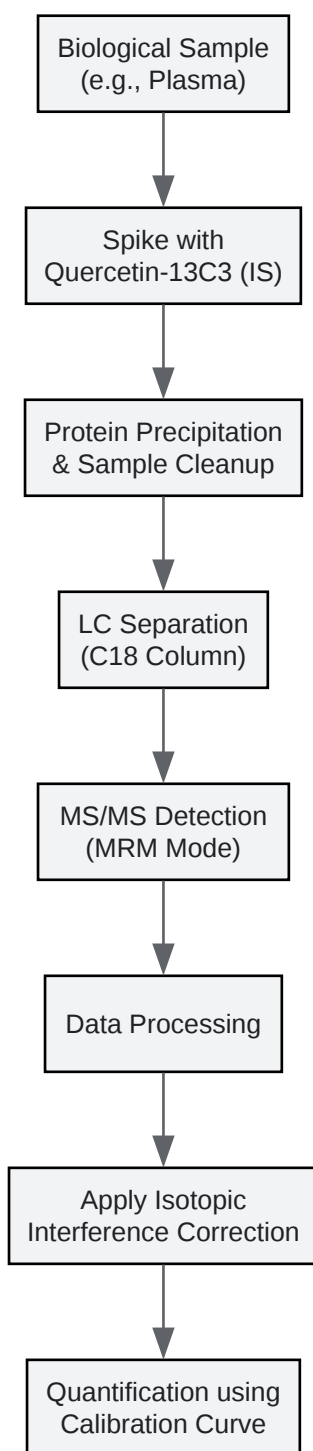 Biological Sample
(e.g., Plasma)
Spike with
Quercetin-13C3 (IS)
Protein Precipitation
& Sample Cleanup
LC Separation
(C18 Column)
MS/MS Detection
(MRM Mode)
Data Processing
Apply Isotopic
Interference Correction
Quantification using
Calibration Curve